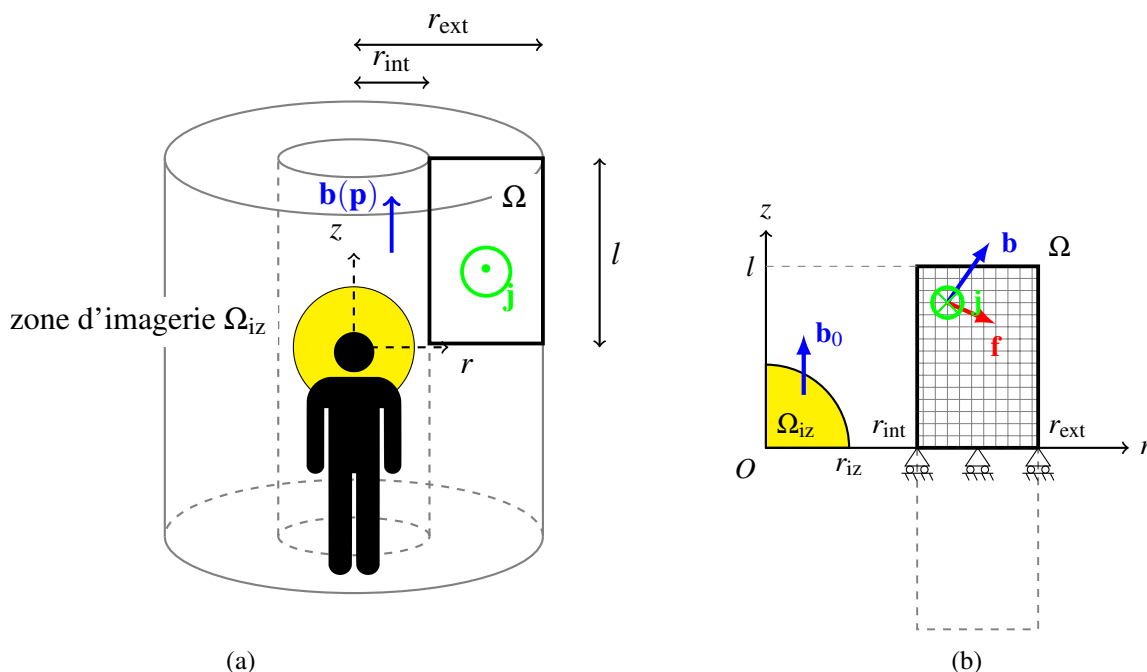 r_ext
r_int
b(p)
Ω
z
l
j
zone d'imagerie Ω_iz
r
(a)
z
l
b
Ω
j
b_0
f
Ω_iz
r_int
r_ext
O
r_iz
r
(b)